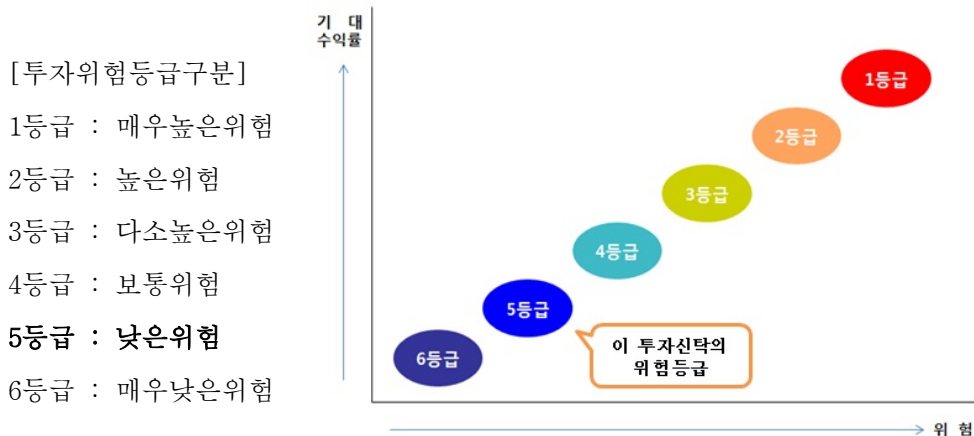 [투자위험등급구분]
1등급 : 매우높은위험
2등급 : 높은위험
3등급 : 다소높은위험
4등급 : 보통위험
5등급 : 낮은위험
6등급 : 매우낮은위험
기 대
수익률
1등급
2등급
3등급
4등급
5등급
6등급
이 투자신탁의
위험등급
위 험